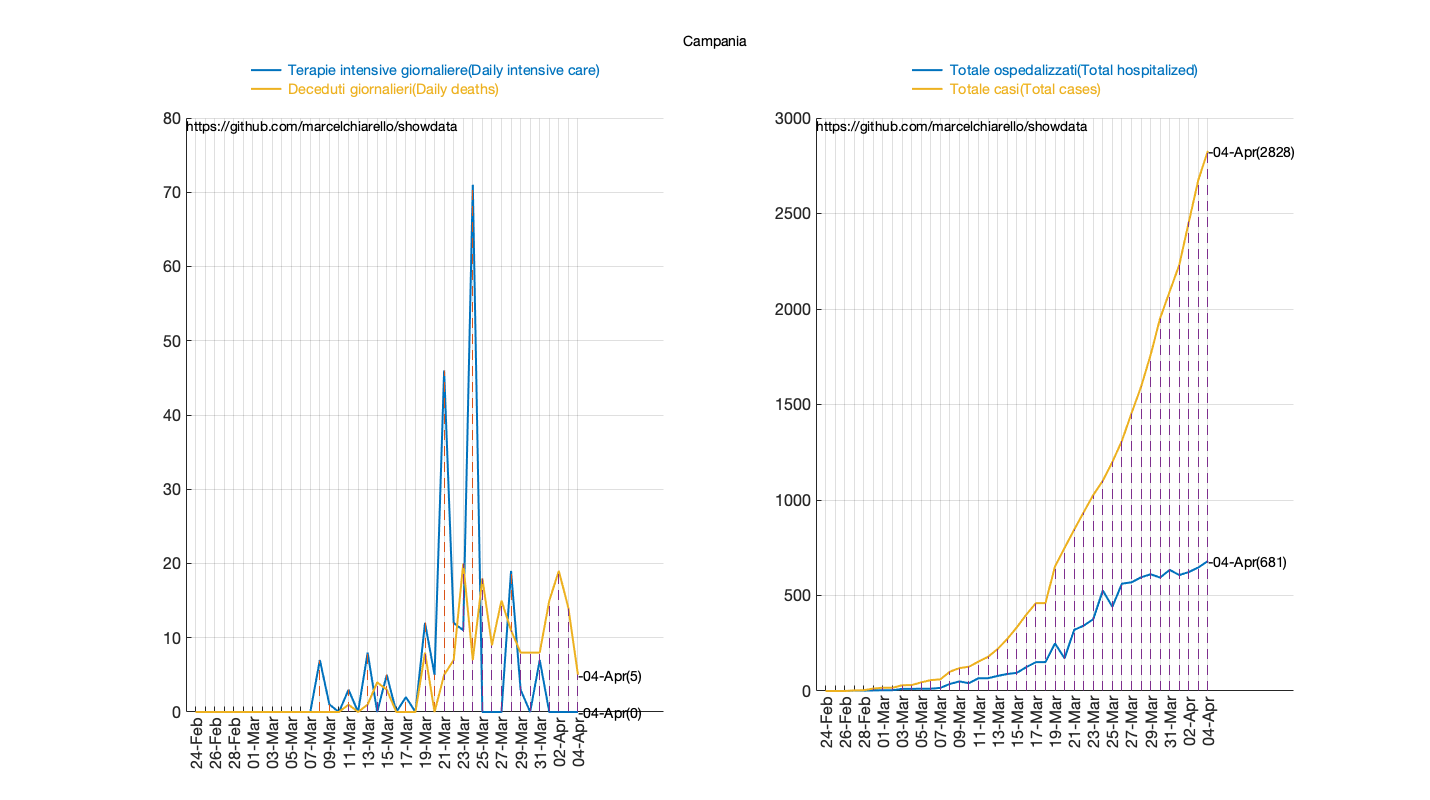 Campania
Terapie intensive giornaliere(Daily intensive care)
Deceduti giornalieri(Daily deaths)
80
70
60
50
40
30
20
10
0
https://github.com/marcelchiarello/showdata
-04-Apr(5)
-04-Apr(0)
24-Feb
26-Feb
28-Feb
01-Mar
03-Mar
05-Mar
07-Mar
09-Mar
11-Mar
13-Mar
15-Mar
17-Mar
19-Mar
21-Mar
23-Mar
25-Mar
27-Mar
29-Mar
31-Mar
02-Apr
04-Apr
Totale ospedalizzati(Total hospitalized)
Totale casi(Total cases)
3000
2500
2000
1500
1000
500
0
https://github.com/marcelchiarello/showdata
-04-Apr(2828)
-04-Apr(681)
24-Feb
26-Feb
28-Feb
01-Mar
03-Mar
05-Mar
07-Mar
09-Mar
11-Mar
13-Mar
15-Mar
17-Mar
19-Mar
21-Mar
23-Mar
25-Mar
27-Mar
29-Mar
31-Mar
02-Apr
04-Apr